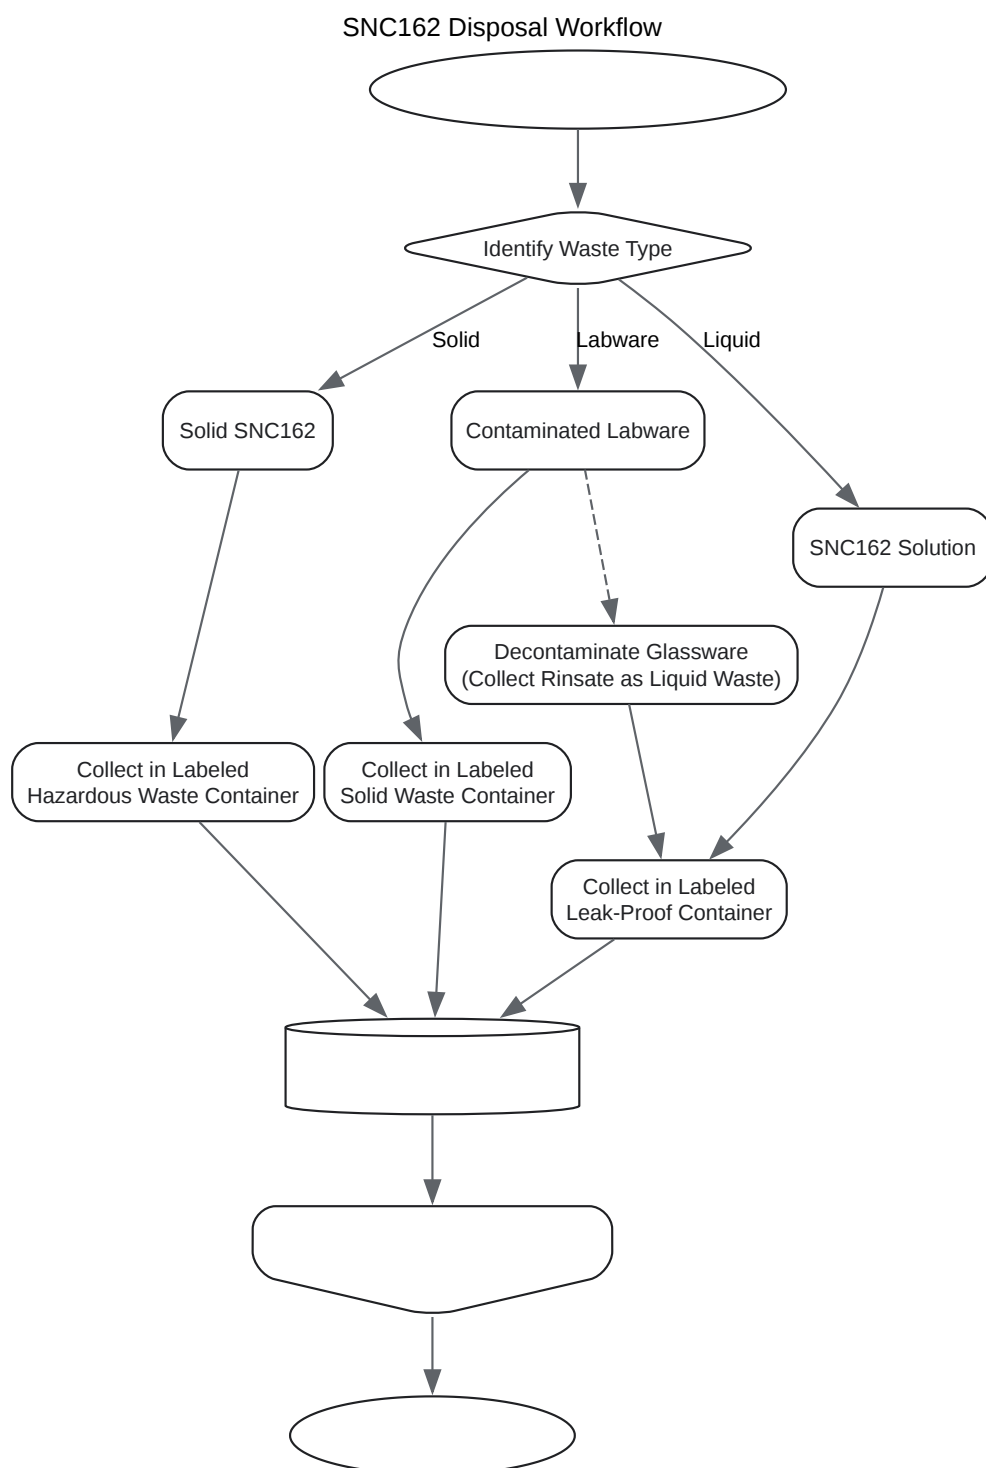 SNC162 Disposal Workflow
Identify Waste Type
Solid
Labware
Liquid
Solid SNC162
Contaminated Labware
SNC162 Solution
Decontaminate Glassware
(Collect Rinsate as Liquid Waste)
Collect in Labeled
Hazardous Waste Container
Collect in Labeled
Solid Waste Container
Collect in Labeled
Leak-Proof Container